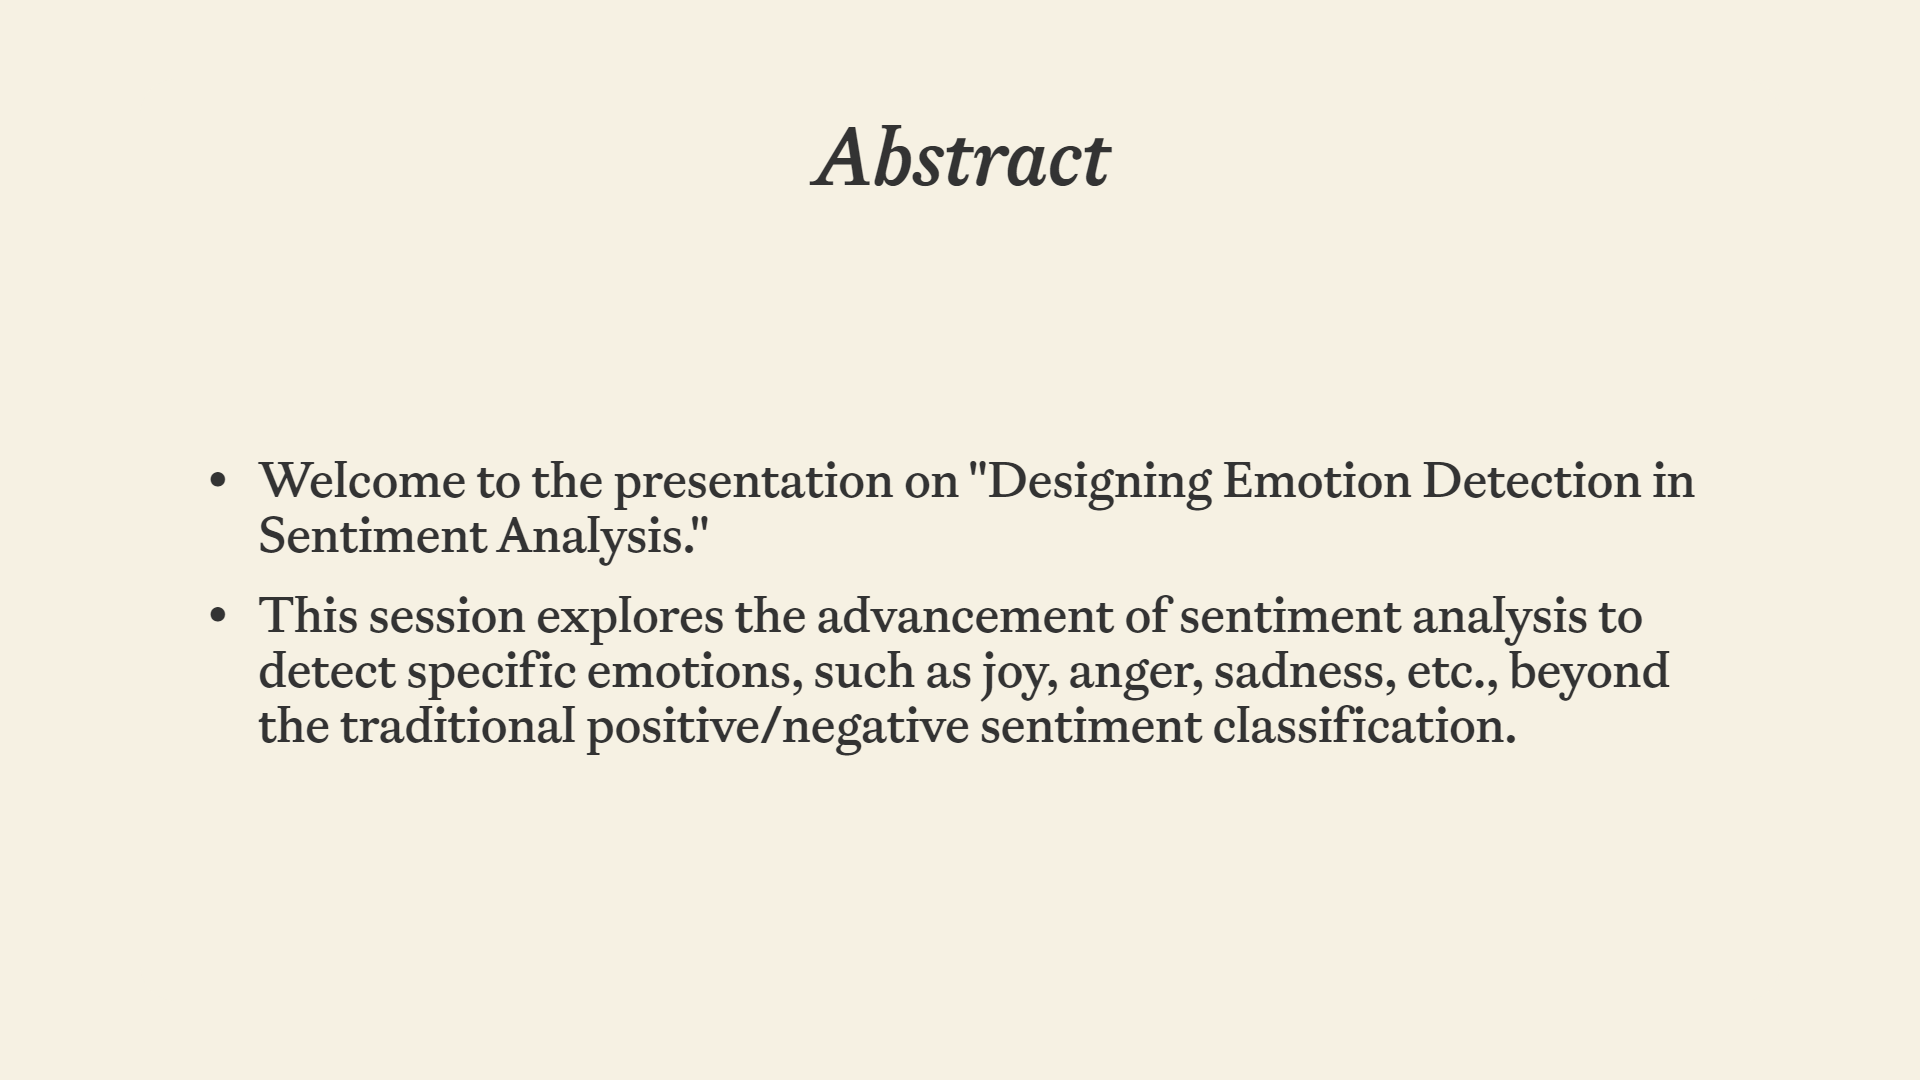 Abstract
• Welcome to the presentation on "Designing Emotion Detection in
Sentiment Analysis."
• This session explores the advancement of sentiment analysis to
detect specific emotions, such as joy, anger, sadness, etc., beyond
the traditional positive/negative sentiment classification.